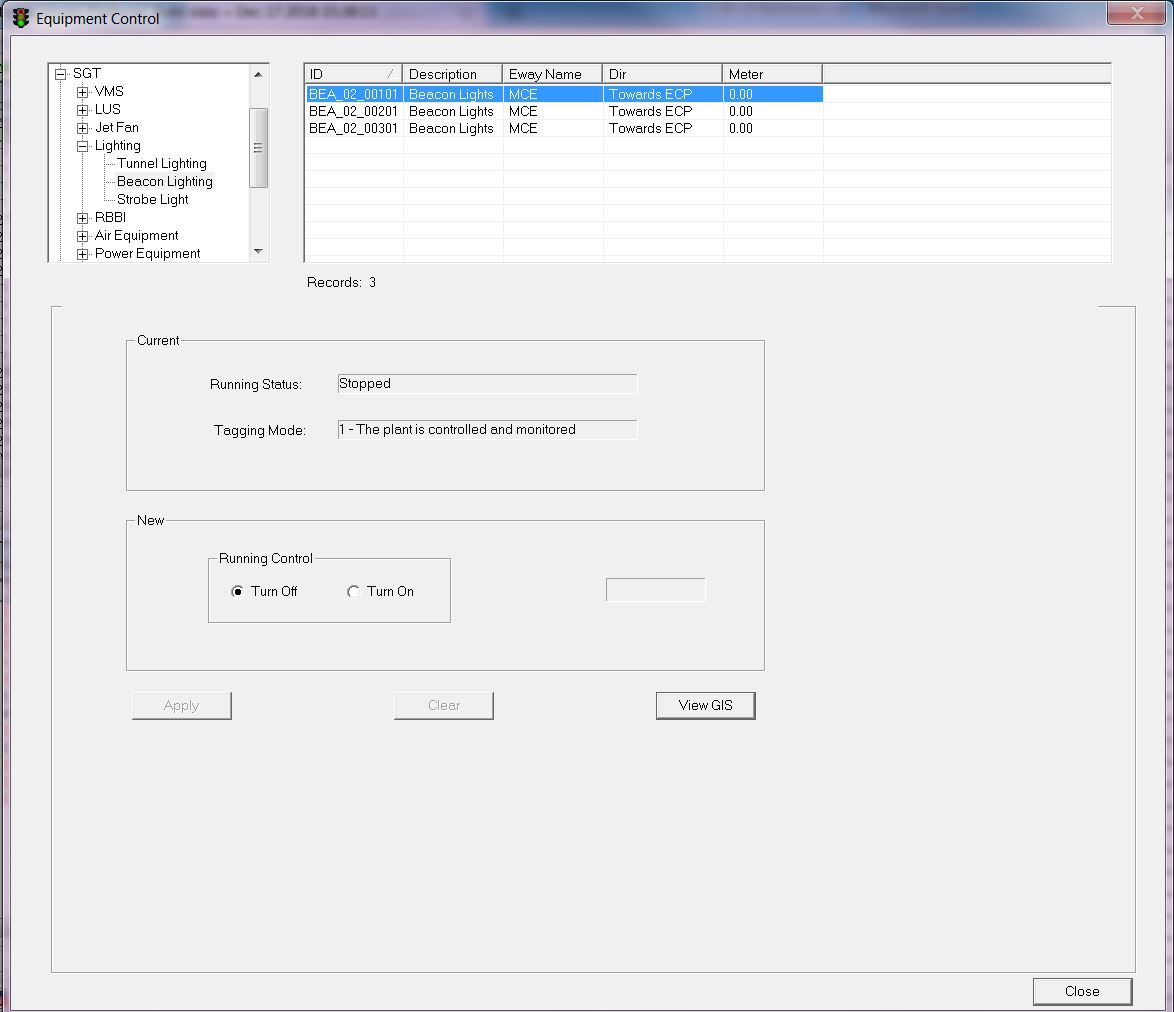 Equipment Control
SGT
VMS
LUS
Jet Fan
Lighting
Tunnel Lighting
Beacon Lighting
Strobe Light
RBBI
Air Equipment
Power Equipment
ID Description Eway Name Dir Meter
BEA_02_00101 Beacon Lights MCE Towards ECP 0.00
BEA_02_00201 Beacon Lights MCE Towards ECP 0.00
BEA_02_00301 Beacon Lights MCE Towards ECP 0.00
Records: 3
Current
Running Status: Stopped
Tagging Mode: 1 - The plant is controlled and monitored
New
Running Control
Turn Off Turn On
Apply Clear View GIS
Close